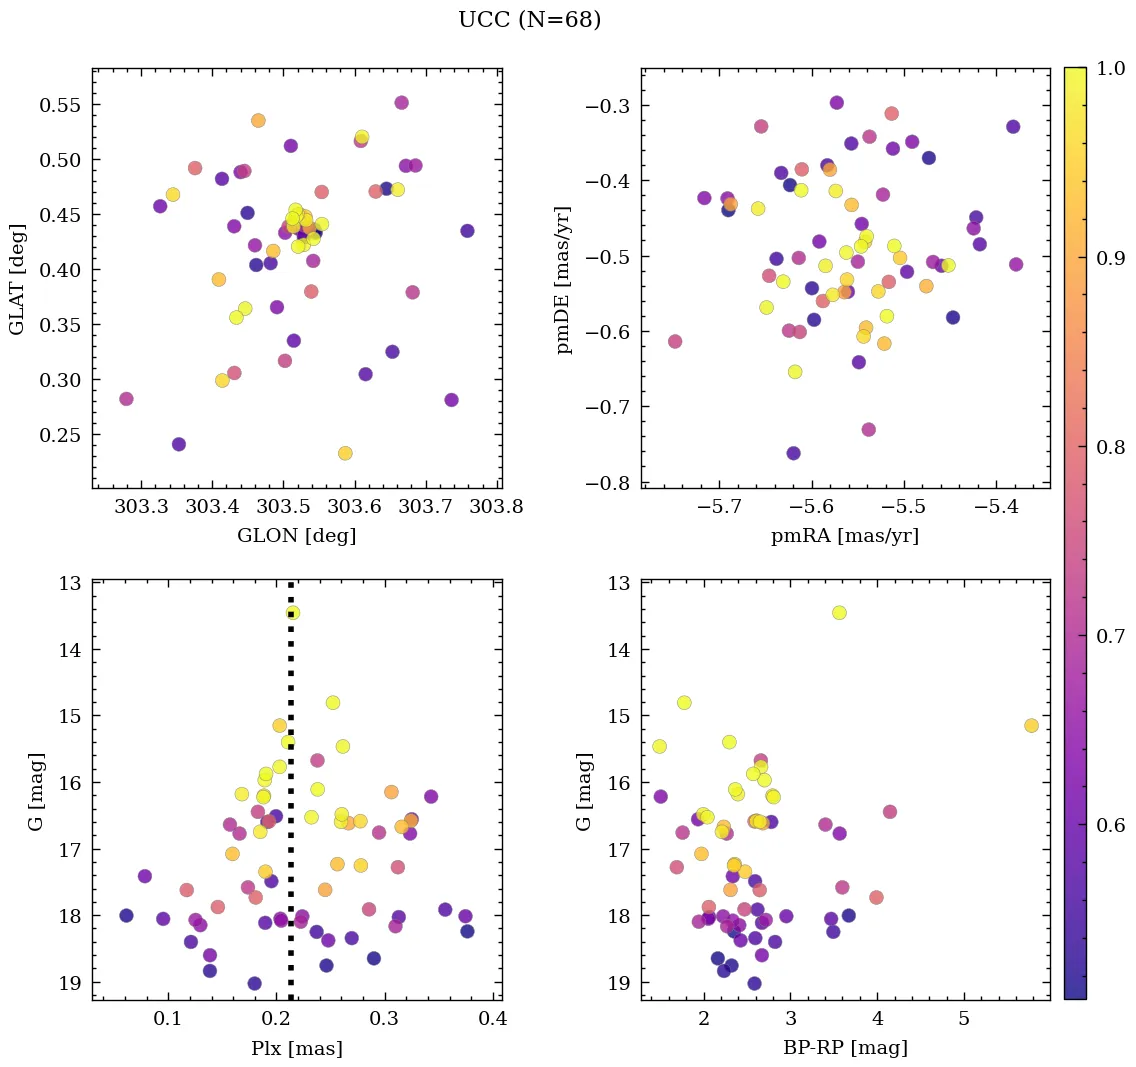 UCC (N=68)
0.55
0.50
0.45
0.40
0.35
0.30
0.25
GLAT [deg]
303.3 303.4 303.5 303.6 303.7 303.8
GLON [deg]
−0.3
−0.4
−0.5
−0.6
−0.7
−0.8
pmDE [mas/yr]
−5.7 −5.6 −5.5 −5.4
pmRA [mas/yr]
1.0
0.9
0.8
0.7
0.6
13
14
15
16
17
18
19
G [mag]
0.1 0.2 0.3 0.4
Plx [mas]
13
14
15
16
17
18
19
G [mag]
2 3 4 5
BP-RP [mag]